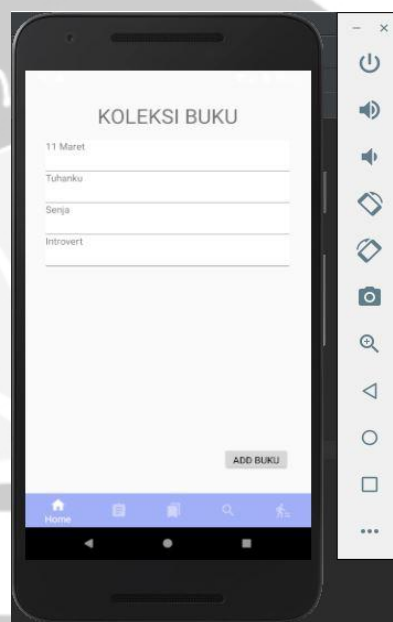 KOLEKSI BUKU
11 Maret
Tuhanku
Senja
Introvert
ADD BUKU
Home